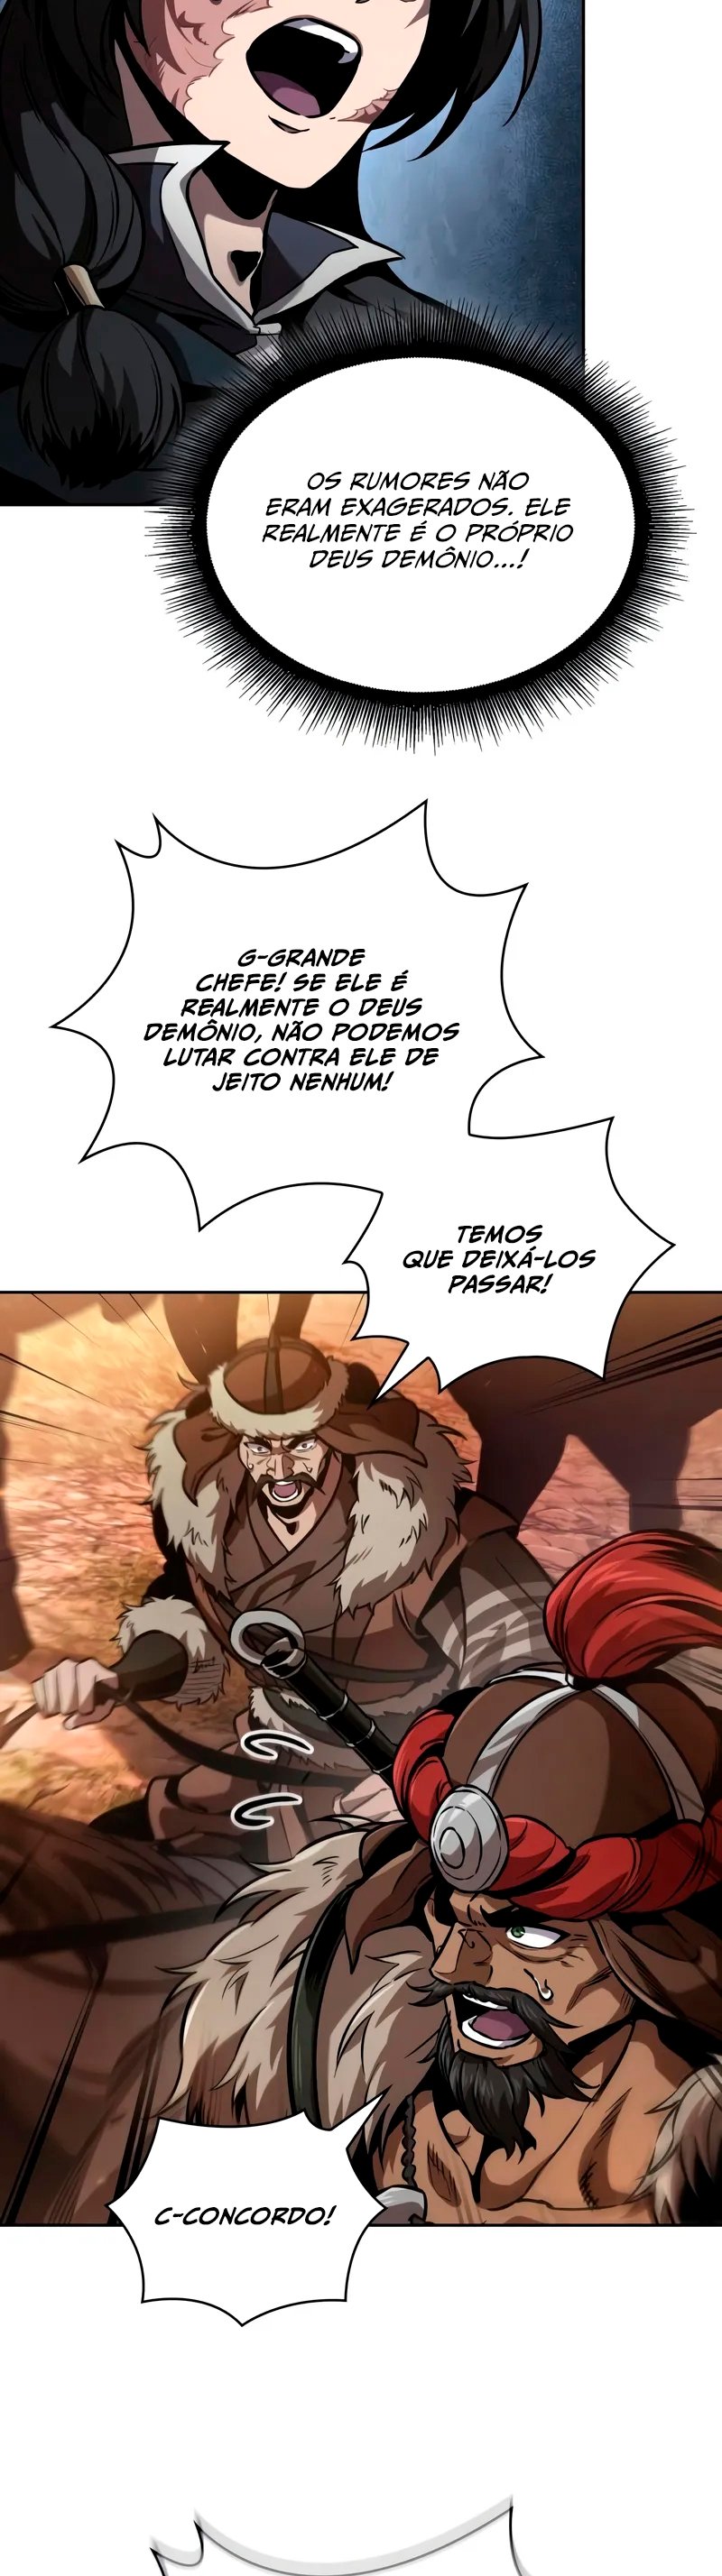 OS RUMORES NÃO
ERAM EXAGERADOS. ELE
REALMENTE É O PRÓPRIO
DEUS DEMÔNIO...!
G-GRANDE
CHEFE! SE ELE É
REALMENTE O DEUS
DEMÔNIO, NÃO PODEMOS
LUTAR CONTRA ELE DE
JEITO NENHUM!
TEMOS
QUE DEIXÁ-LOS
PASSAR!
C-CONCORDO!